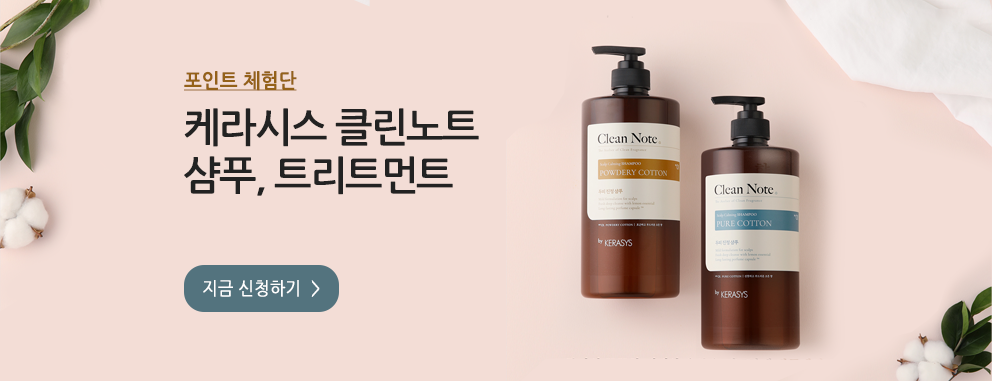 포인트 체험단
케라시스 클린노트
샴푸, 트리트먼트
지금 신청하기 >
Clean Note
SHAMPOO
POWDERY COTTON
by KERASYS
Clean Note
SHAMPOO
PURE COTTON
by KERASYS